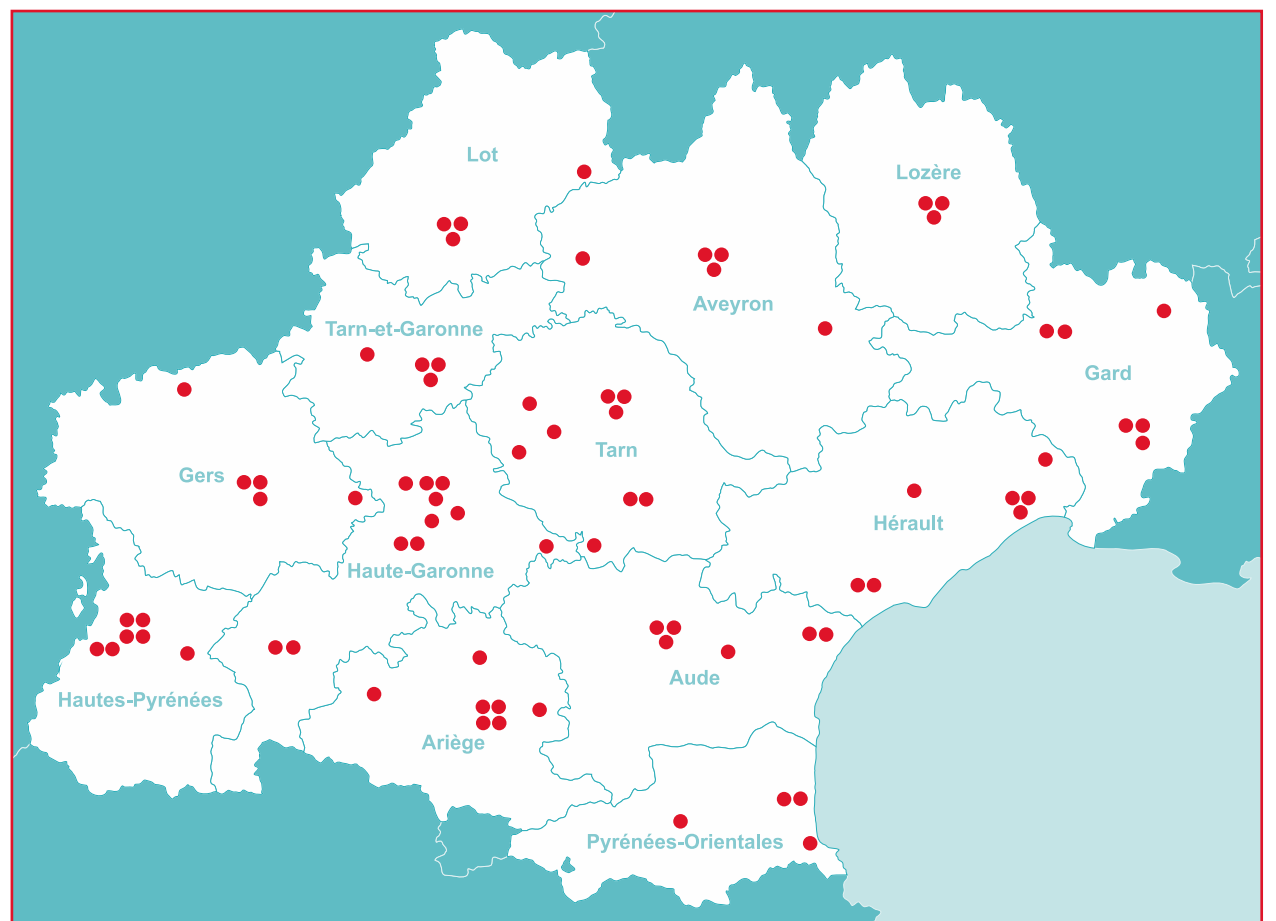 Lot
Lozère
Aveyron
Tarn-et-Garonne
Gard
Tarn
Gers
Hérault
Haute-Garonne
Aude
Hautes-Pyrénées
Ariège
Pyrénées-Orientales